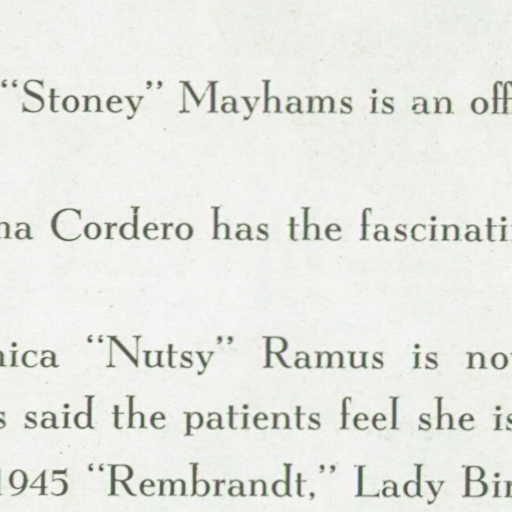 “Stoney” Mayhams is an off
na Cordero has the fascinati
nica “Nutsy” Ramus is no
s said the patients feel she is
1945 “Rembrandt,” Lady Bir